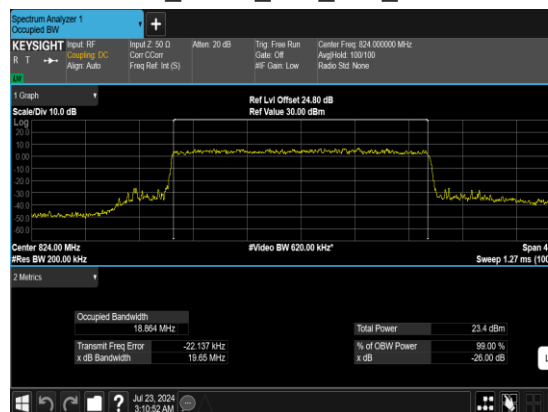 Spectrum Analyzer 1
Occupied BW
+
KEYSIGHT Input: RF Input Z: 50 Ω Atten: 20 dB Trig: Free Run Center Freq: 824.000000 MHz
R T Coupling: DC Corr CCorr Gate: Off Avg|Hold: 100/100
Align: Auto Freq Ref: Int (S) #IF Gain: Low Radio Std: None
1 Graph
Ref Lvl Offset 24.80 dB
Scale/Div 10.0 dB Ref Value 30.00 dBm
Log
20.0
10.0
0.00
-10.0
-20.0
-30.0
-40.0
-50.0
-60.0
Center 824.00 MHz #Video BW 620.00 kHz* Span 4
#Res BW 200.00 kHz Sweep 1.27 ms (100
2 Metrics
Occupied Bandwidth
18.864 MHz Total Power 23.4 dBm
Transmit Freq Error -22.137 kHz % of OBW Power 99.00 %
x dB Bandwidth 19.65 MHz x dB -26.00 dB
L
? Jul 23, 2024
3:10:52 AM